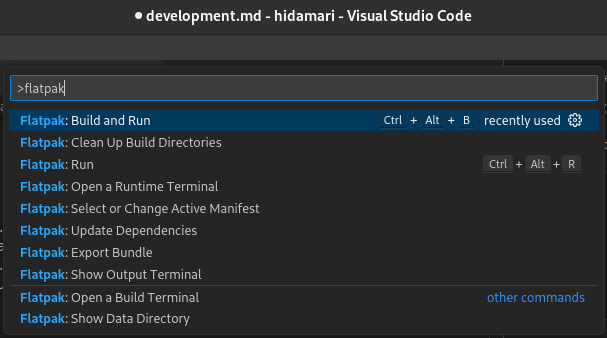 ● development.md - hidamari - Visual Studio Code
>flatpak
Flatpak: Build and Run Ctrl + Alt + B recently used
Flatpak: Clean Up Build Directories
Flatpak: Run Ctrl + Alt + R
Flatpak: Open a Runtime Terminal
Flatpak: Select or Change Active Manifest
Flatpak: Update Dependencies
Flatpak: Export Bundle
Flatpak: Show Output Terminal
Flatpak: Open a Build Terminal other commands
Flatpak: Show Data Directory